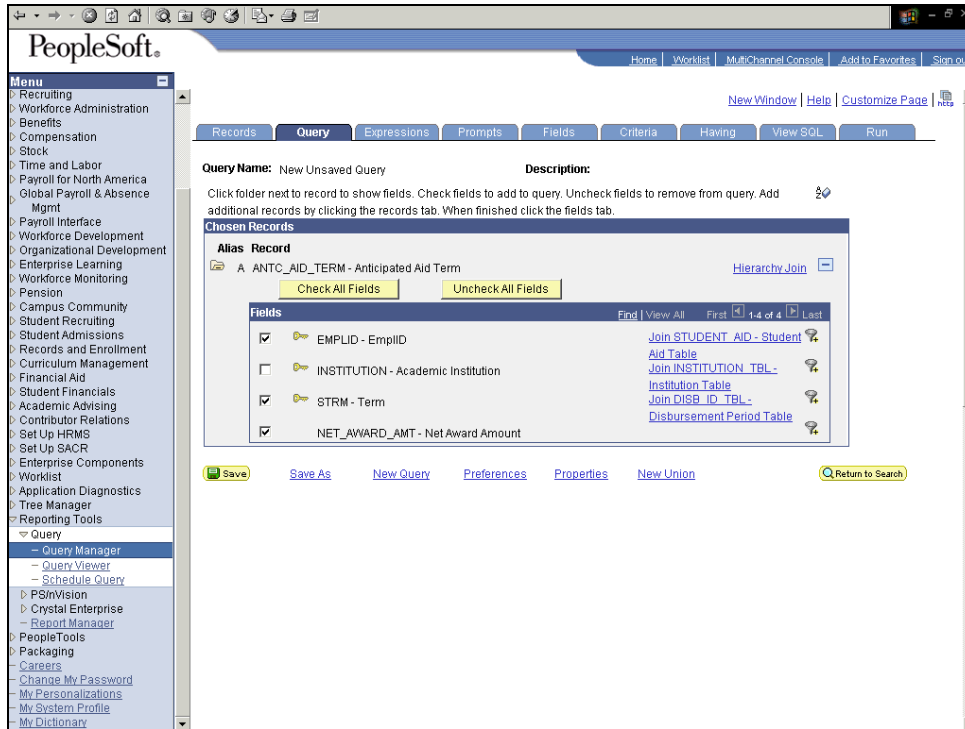 PeopleSoft.
Home | Worklist | MultiChannel Console | Add to Favorites | Sign ou
Menu
Recruiting
Workforce Administration
Benefits
Compensation
Stock
Time and Labor
Payroll for North America
Global Payroll & Absence
Mgmt
Payroll Interface
Workforce Development
Organizational Development
Enterprise Learning
Workforce Monitoring
Pension
Campus Community
Student Recruiting
Student Admissions
Records and Enrollment
Curriculum Management
Financial Aid
Student Financials
Academic Advising
Contributor Relations
Set Up HRMS
Set Up SACR
Enterprise Components
Worklist
Application Diagnostics
Tree Manager
Reporting Tools
Query
Query Manager
Query Viewer
Schedule Query
PS/nVision
Crystal Enterprise
Report Manager
PeopleTools
Packaging
Careers
Change My Password
My Personalizations
My System Profile
My Dictionary
New Window | Help | Customize Page | http
Records Query Expressions Prompts Fields Criteria Having View SQL Run
Query Name: New Unsaved Query Description:
Click folder next to record to show fields. Check fields to add to query. Uncheck fields to remove from query. Add
additional records by clicking the records tab. When finished click the fields tab.
Chosen Records
Alias Record
A ANTC_AID_TERM - Anticipated Aid Term Hierarchy Join
Check All Fields Uncheck All Fields
Fields Find | View All First 1-4 of 4 Last
EMPLID - EmplID Join STUDENT_AID - Student
Aid Table
INSTITUTION - Academic Institution Join INSTITUTION_TBL -
Institution Table
STRM - Term Join DISB_ID_TBL -
Disbursement Period Table
NET_AWARD_AMT - Net Award Amount
Save Save As New Query Preferences Properties New Union Return to Search